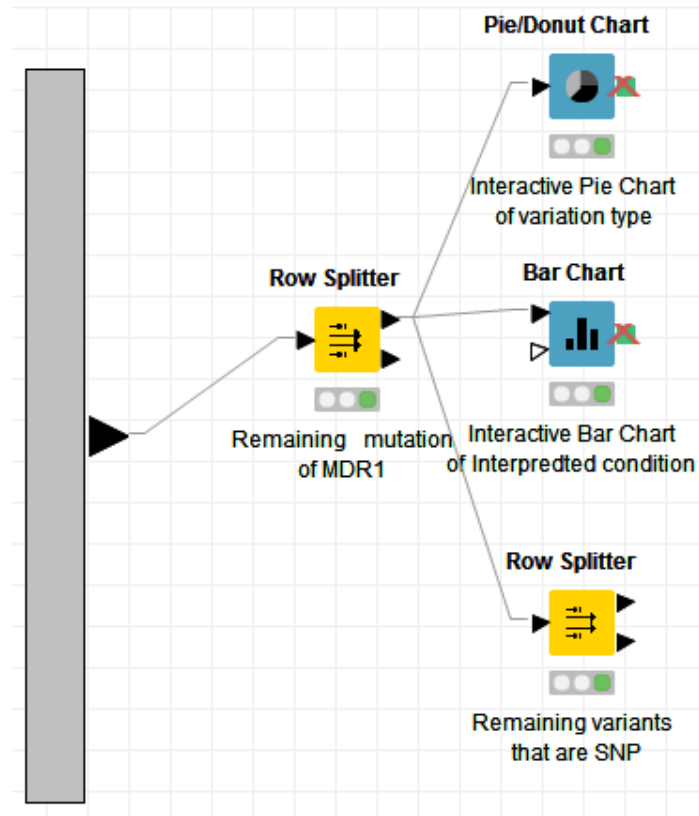 Pie/Donut Chart
Interactive Pie Chart
of variation type
Row Splitter
Remaining mutation
of MDR1
Bar Chart
Interactive Bar Chart
of Interpredted condition
Row Splitter
Remaining variants
that are SNP